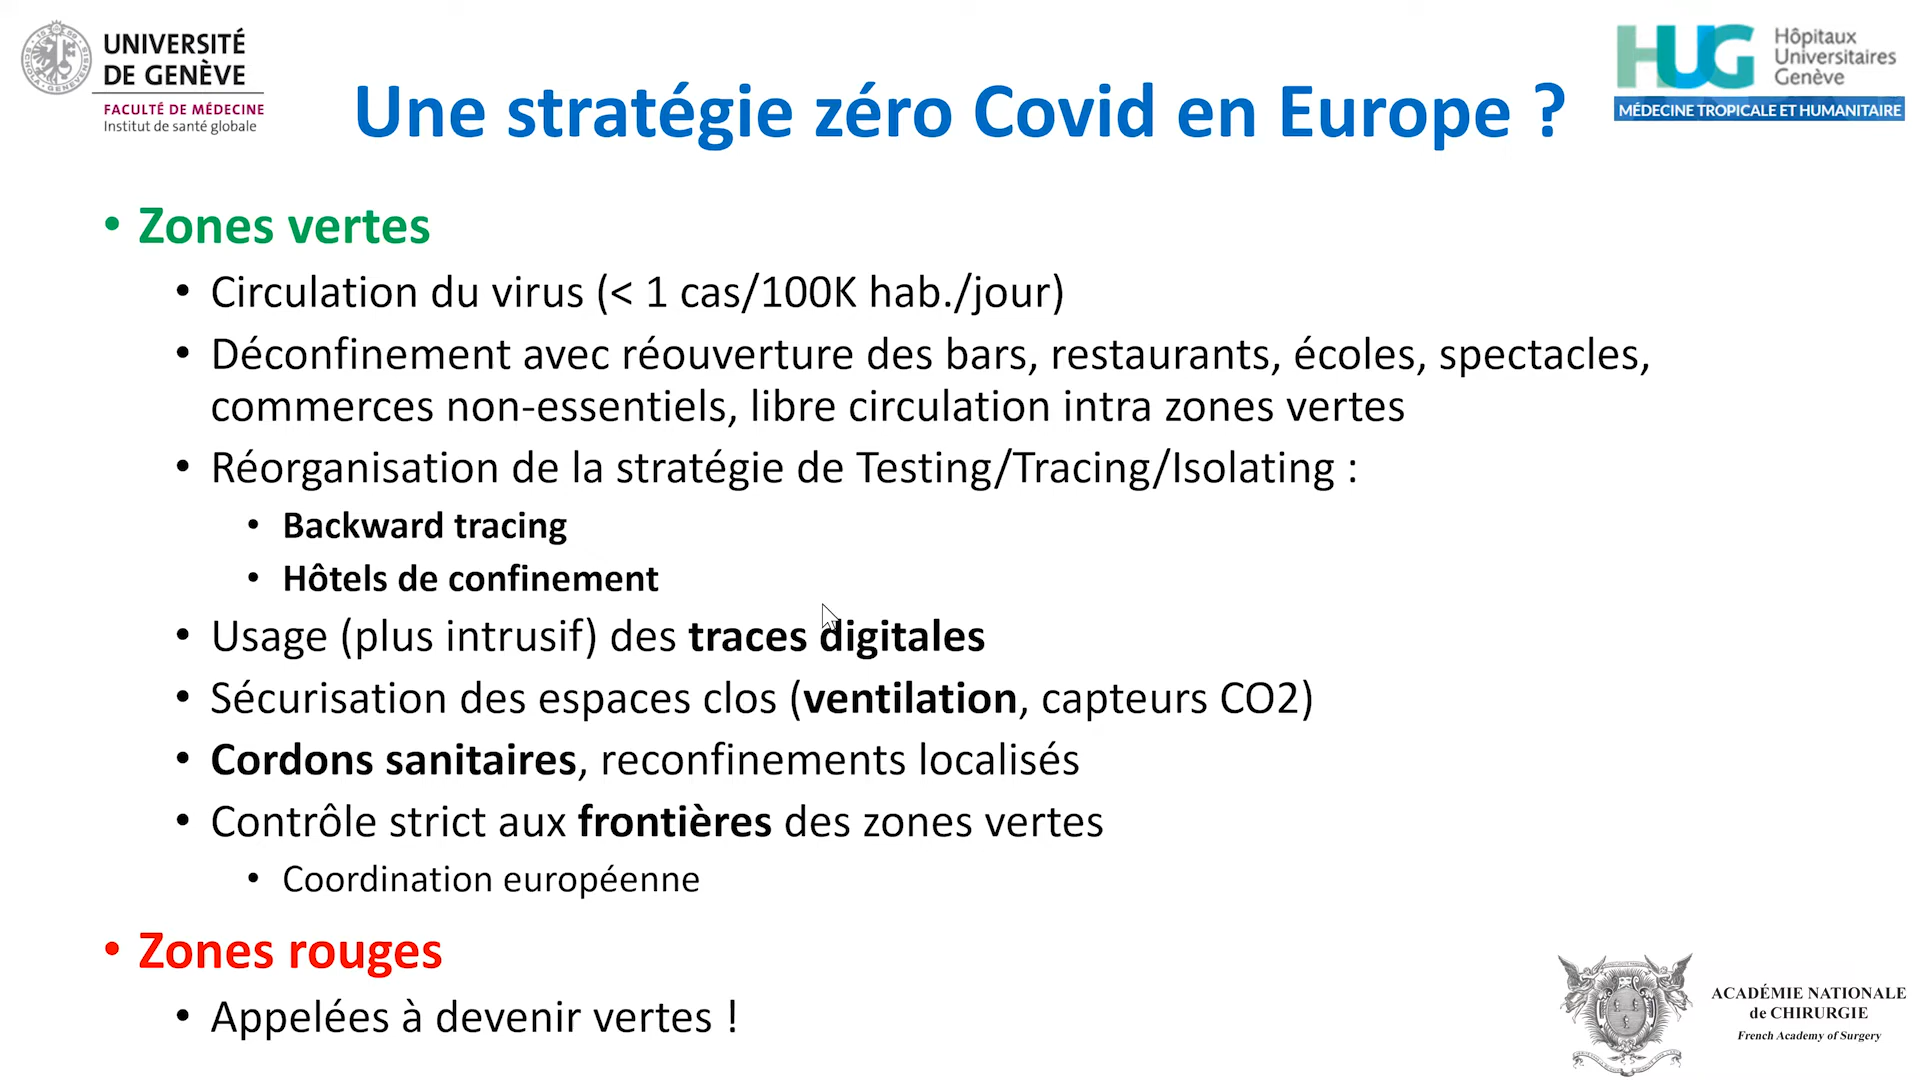 UNIVERSITÉ
DE GENÈVE
FACULTÉ DE MÉDECINE
Institut de santé globale
HUG Hôpitaux
Universitaires
Genève
MÉDECINE TROPICALE ET HUMANITAIRE
Une stratégie zéro Covid en Europe ?
• Zones vertes
• Circulation du virus (< 1 cas/100K hab./jour)
• Déconfinement avec réouverture des bars, restaurants, écoles, spectacles,
commerces non-essentiels, libre circulation intra zones vertes
• Réorganisation de la stratégie de Testing/Tracing/Isolating :
• Backward tracing
• Hôtels de confinement
• Usage (plus intrusif) des traces digitales
• Sécurisation des espaces clos (ventilation, capteurs CO2)
• Cordons sanitaires, reconfinements localisés
• Contrôle strict aux frontières des zones vertes
• Coordination européenne
• Zones rouges
• Appelées à devenir vertes !
ACADÉMIE NATIONALE
de CHIRURGIE
French Academy of Surgery